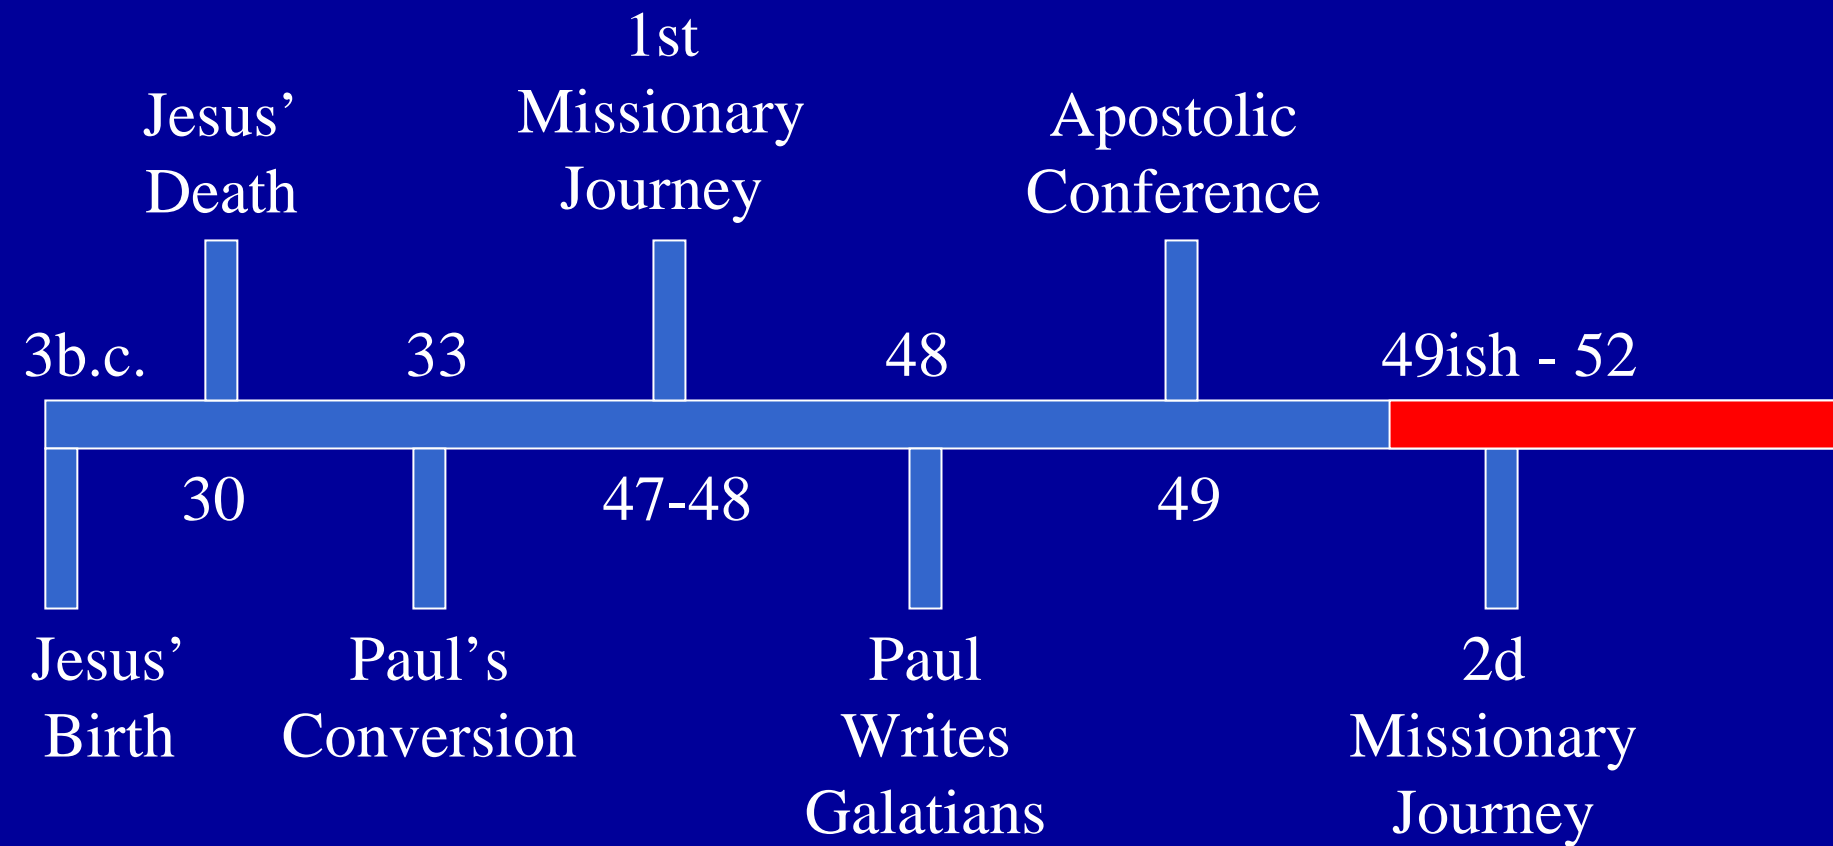 1st
Missionary
Journey
Jesus’
Death
Apostolic
Conference
3b.c.
33
48
49ish - 52
30
47-48
49
Jesus’
Birth
Paul’s
Conversion
Paul
Writes
Galatians
2d
Missionary
Journey